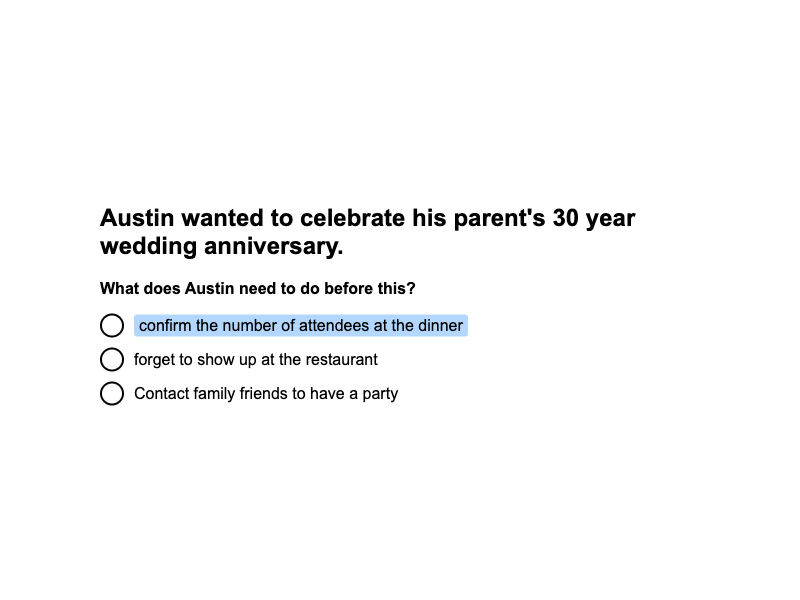 Austin wanted to celebrate his parent's 30 year
wedding anniversary.
What does Austin need to do before this?
confirm the number of attendees at the dinner
forget to show up at the restaurant
Contact family friends to have a party